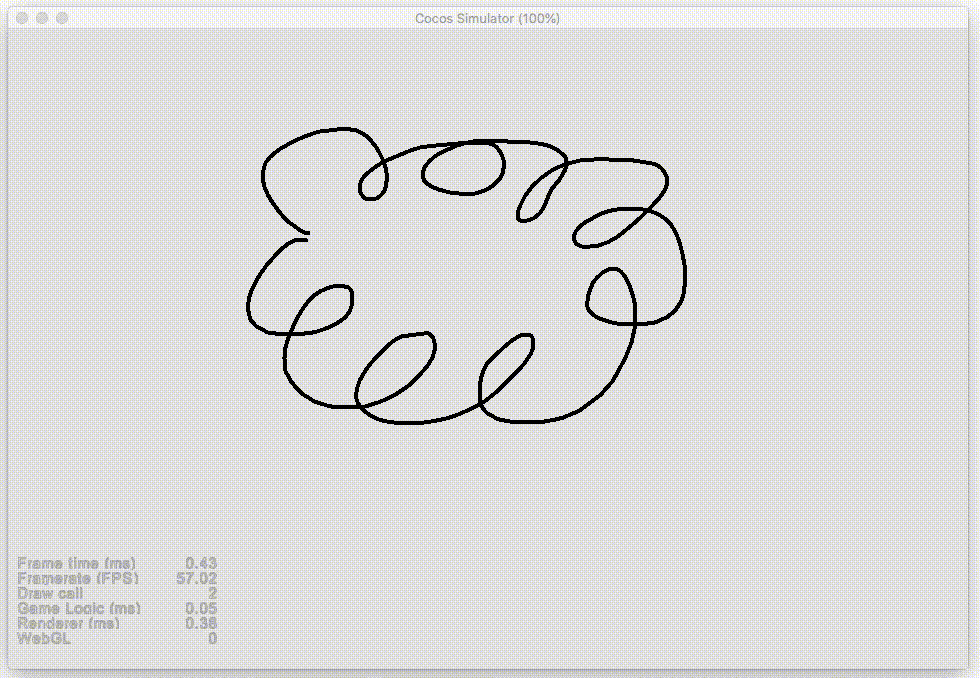 Cocos Simulator (100%)
Frame time (ms) 0.43
Framerate (FPS) 57.02
Draw call 2
Game Logic (ms) 0.05
Renderer (ms) 0.36
WebGL 0